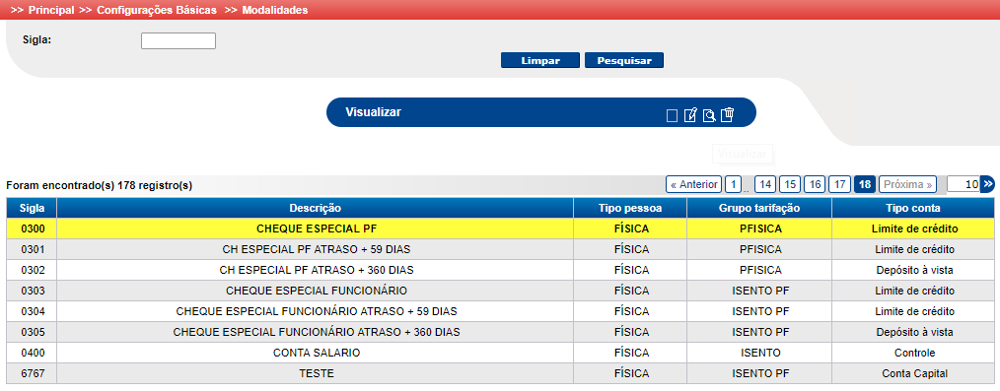 >> Principal >> Configurações Básicas >> Modalidades
Sigla:
Limpar Pesquisar
Visualizar
Visualizar
Foram encontrado(s) 178 registro(s) « Anterior 1 .. 14 15 16 17 18 Próxima » 10 »
Sigla Descrição Tipo pessoa Grupo tarifação Tipo conta
0300 CHEQUE ESPECIAL PF FÍSICA PFISICA Limite de crédito
0301 CH ESPECIAL PF ATRASO + 59 DIAS FÍSICA PFISICA Limite de crédito
0302 CH ESPECIAL PF ATRASO + 360 DIAS FÍSICA PFISICA Depósito à vista
0303 CHEQUE ESPECIAL FUNCIONÁRIO FÍSICA ISENTO PF Limite de crédito
0304 CHEQUE ESPECIAL FUNCIONÁRIO ATRASO + 59 DIAS FÍSICA ISENTO PF Limite de crédito
0305 CHEQUE ESPECIAL FUNCIONÁRIO ATRASO + 360 DIAS FÍSICA ISENTO PF Depósito à vista
0400 CONTA SALARIO FÍSICA ISENTO Controle
6767 TESTE FÍSICA ISENTO PF Conta Capital